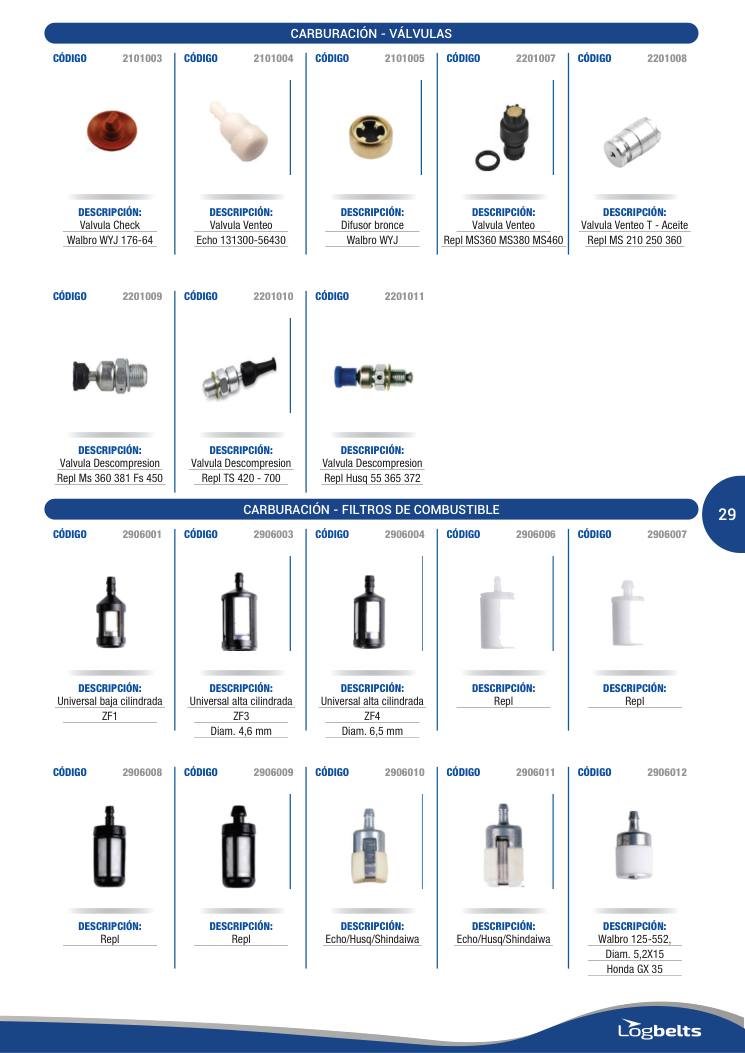 CARBURACIÓN - VÁLVULAS
CÓDIGO 2101003
CÓDIGO 2101004
CÓDIGO 2101005
CÓDIGO 2201007
CÓDIGO 2201008
DESCRIPCIÓN:
Valvula Check
Walbro WYJ 176-64
DESCRIPCIÓN:
Valvula Venteo
Echo 131300-56430
DESCRIPCIÓN:
Difusor bronce
Walbro WYJ
DESCRIPCIÓN:
Valvula Venteo
Repl MS360 MS380 MS460
DESCRIPCIÓN:
Valvula Venteo T - Aceite
Repl MS 210 250 360
CÓDIGO 2201009
CÓDIGO 2201010
CÓDIGO 2201011
DESCRIPCIÓN:
Valvula Descompresion
Repl Ms 360 381 Fs 450
DESCRIPCIÓN:
Valvula Descompresion
Repl TS 420 - 700
DESCRIPCIÓN:
Valvula Descompresion
Repl Husq 55 365 372
CARBURACIÓN - FILTROS DE COMBUSTIBLE
29
CÓDIGO 2906001
CÓDIGO 2906003
CÓDIGO 2906004
CÓDIGO 2906006
CÓDIGO 2906007
DESCRIPCIÓN:
Universal baja cilindrada
ZF1
DESCRIPCIÓN:
Universal alta cilindrada
ZF3
Diam. 4,6 mm
DESCRIPCIÓN:
Universal alta cilindrada
ZF4
Diam. 6,5 mm
DESCRIPCIÓN:
Repl
DESCRIPCIÓN:
Repl
CÓDIGO 2906008
CÓDIGO 2906009
CÓDIGO 2906010
CÓDIGO 2906011
CÓDIGO 2906012
DESCRIPCIÓN:
Repl
DESCRIPCIÓN:
Repl
DESCRIPCIÓN:
Echo/Husq/Shindaiwa
DESCRIPCIÓN:
Echo/Husq/Shindaiwa
DESCRIPCIÓN:
Walbro 125-552,
Diam. 5,2X15
Honda GX 35
Logbelts